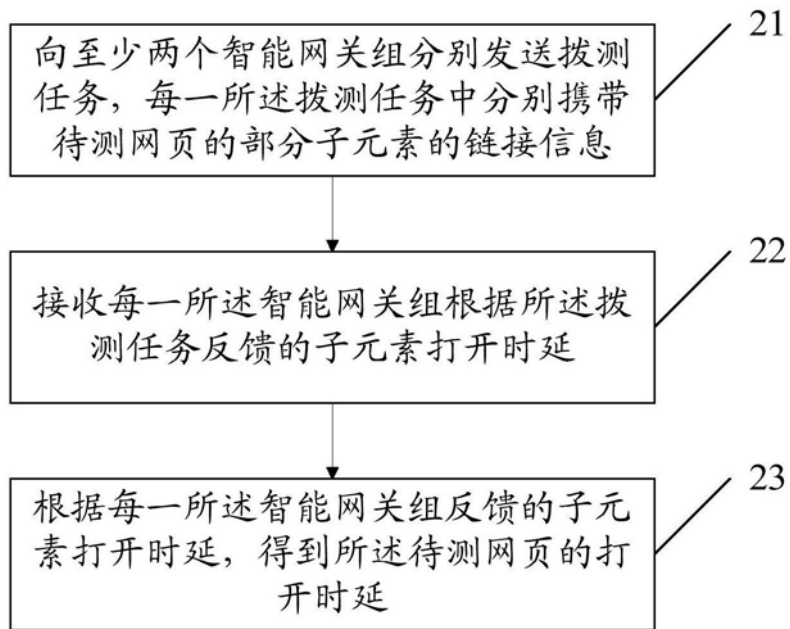 21
向至少两个智能网关组分别发送拨测
任务，每一所述拨测任务中分别携带
待测网页的部分子元素的链接信息
22
接收每一所述智能网关组根据所述拨
测任务反馈的子元素打开时延
23
根据每一所述智能网关组反馈的子元
素打开时延，得到所述待测网页的打
开时延